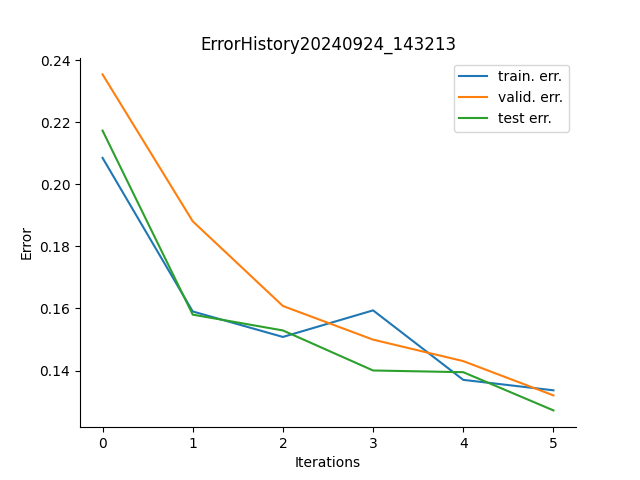 ErrorHistory20240924_143213
train. err.
valid. err.
test err.
0.24
0.22
0.20
0.18
0.16
0.14
Error
0 1 2 3 4 5
Iterations